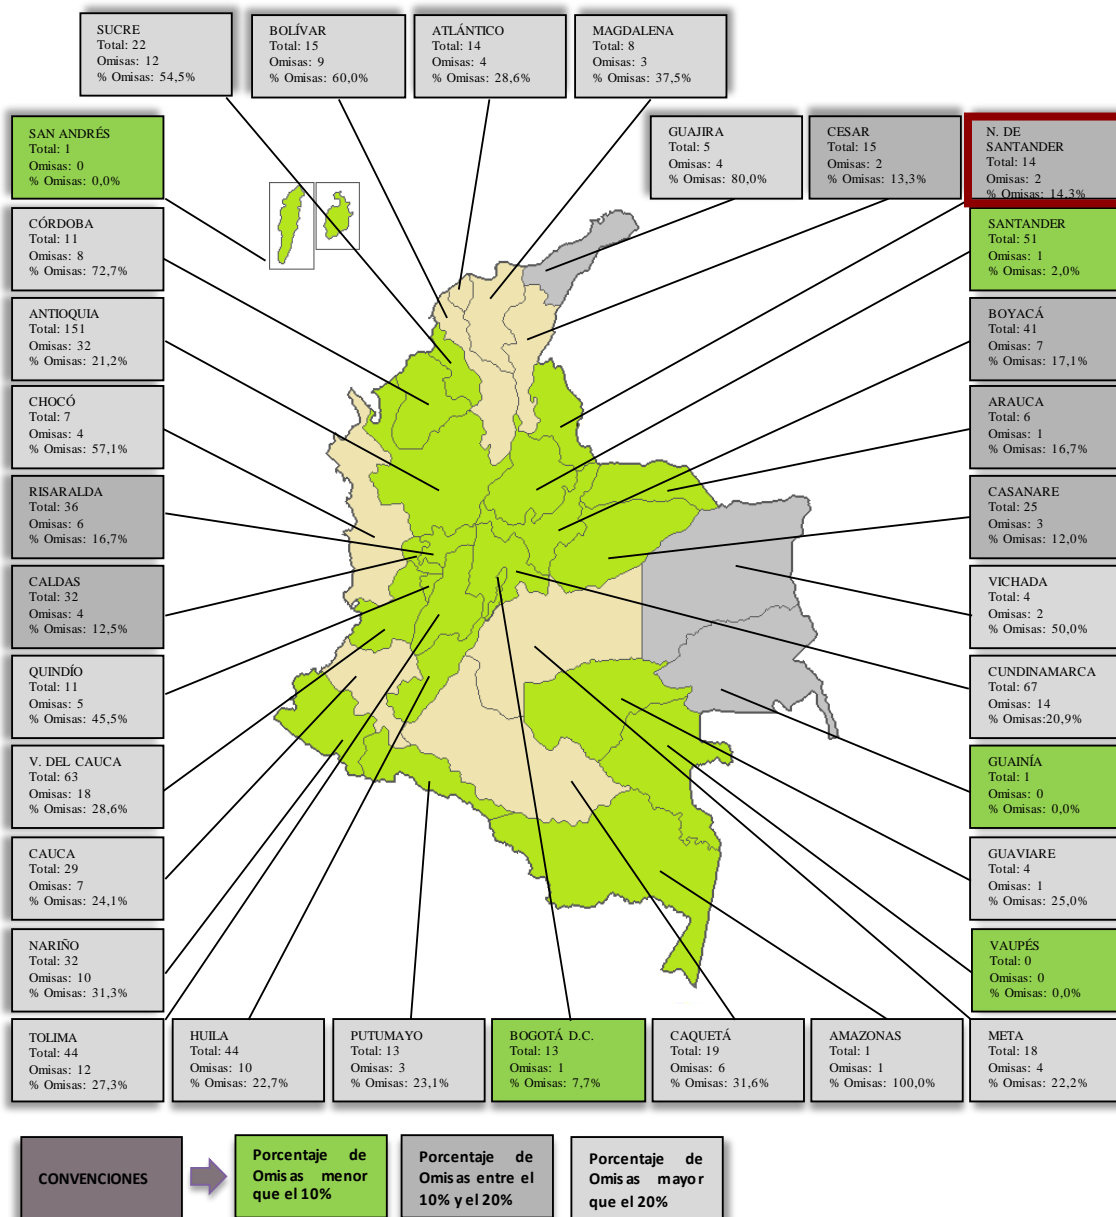 SUCRE
Total: 22
Omisas: 12
% Omisas: 54,5%
BOLÍVAR
Total: 15
Omisas: 9
% Omisas: 60,0%
ATLÁNTICO
Total: 14
Omisas: 4
% Omisas: 28,6%
MAGDALENA
Total: 8
Omisas: 3
% Omisas: 37,5%
SAN ANDRÉS
Total: 1
Omisas: 0
% Omisas: 0,0%
GUAJIRA
Total: 5
Omisas: 4
% Omisas: 80,0%
CESAR
Total: 15
Omisas: 2
% Omisas: 13,3%
N. DE
SANTANDER
Total: 14
Omisas: 2
% Omisas: 14,3%
CÓRDOBA
Total: 11
Omisas: 8
% Omisas: 72,7%
SANTANDER
Total: 51
Omisas: 1
% Omisas: 2,0%
ANTIOQUIA
Total: 151
Omisas: 32
% Omisas: 21,2%
BOYACÁ
Total: 41
Omisas: 7
% Omisas: 17,1%
CHOCÓ
Total: 7
Omisas: 4
% Omisas: 57,1%
ARAUCA
Total: 6
Omisas: 1
% Omisas: 16,7%
RISARALDA
Total: 36
Omisas: 6
% Omisas: 16,7%
CASANARE
Total: 25
Omisas: 3
% Omisas: 12,0%
CALDAS
Total: 32
Omisas: 4
% Omisas: 12,5%
VICHADA
Total: 4
Omisas: 2
% Omisas: 50,0%
QUINDÍO
Total: 11
Omisas: 5
% Omisas: 45,5%
CUNDINAMARCA
Total: 67
Omisas: 14
% Omisas:20,9%
V. DEL CAUCA
Total: 63
Omisas: 18
% Omisas: 28,6%
GUAINÍA
Total: 1
Omisas: 0
% Omisas: 0,0%
CAUCA
Total: 29
Omisas: 7
% Omisas: 24,1%
GUAVIARE
Total: 4
Omisas: 1
% Omisas: 25,0%
NARIÑO
Total: 32
Omisas: 10
% Omisas: 31,3%
VAUPÉS
Total: 0
Omisas: 0
% Omisas: 0,0%
TOLIMA
Total: 44
Omisas: 12
% Omisas: 27,3%
HUILA
Total: 44
Omisas: 10
% Omisas: 22,7%
PUTUMAYO
Total: 13
Omisas: 3
% Omisas: 23,1%
BOGOTÁ D.C.
Total: 13
Omisas: 1
% Omisas: 7,7%
CAQUETÁ
Total: 19
Omisas: 6
% Omisas: 31,6%
AMAZONAS
Total: 1
Omisas: 1
% Omisas: 100,0%
META
Total: 18
Omisas: 4
% Omisas: 22,2%
CONVENCIONES
Porcentaje de
Omisas menor
que el 10%
Porcentaje de
Omisas entre el
10% y el 20%
Porcentaje de
Omisas mayor
que el 20%